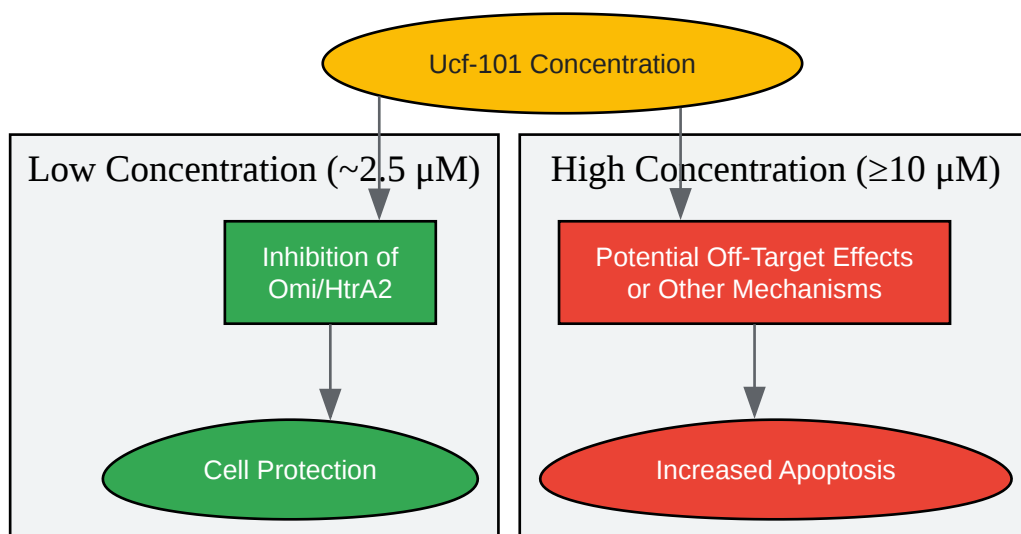 Ucf-101 Concentration
Low Concentration (~2.5 μM)
Inhibition of
Omi/HtrA2
Cell Protection
High Concentration (≥10 μM)
Potential Off-Target Effects
or Other Mechanisms
Increased Apoptosis